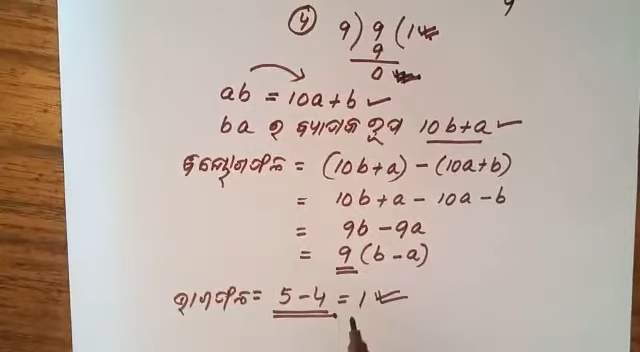 ④ 9 ) 9 ( 1
9
0
ab = 10a + b
ba ର ବ୍ୟାପକ ରୂପ 10b + a
= (10b + a) - (10a + b)
= 10b + a - 10a - b
= 9b - 9a
= 9 (b - a)
ଭାଗଫଳ = 5 - 4 = 1